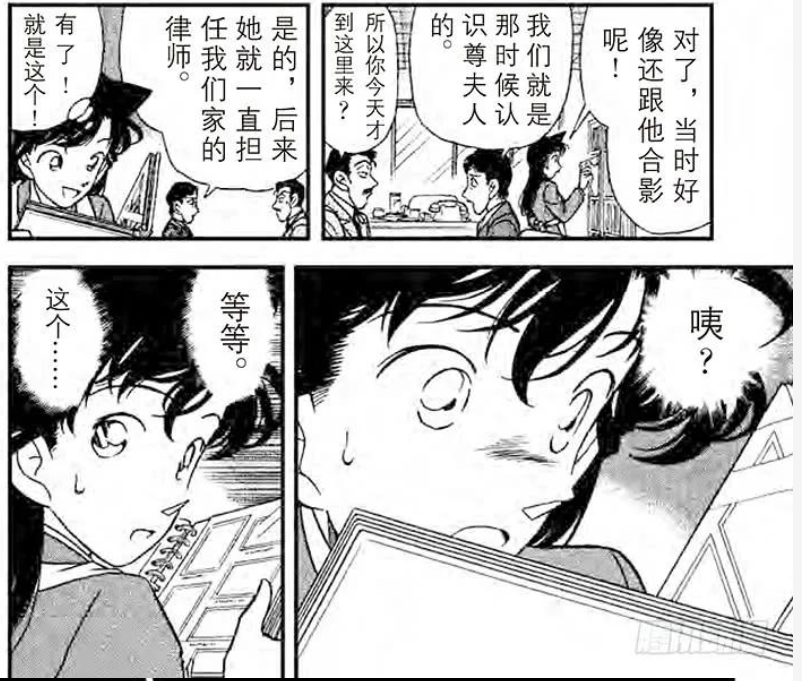 对了，当时好
像还跟他合影
呢！
我们就是
那时候认
识尊夫人
的。
所以你今天才
到这里来？
是的，后来
她就一直担
任我们家的
律师。
有了！
就是这个！
咦？
等等。
这个……